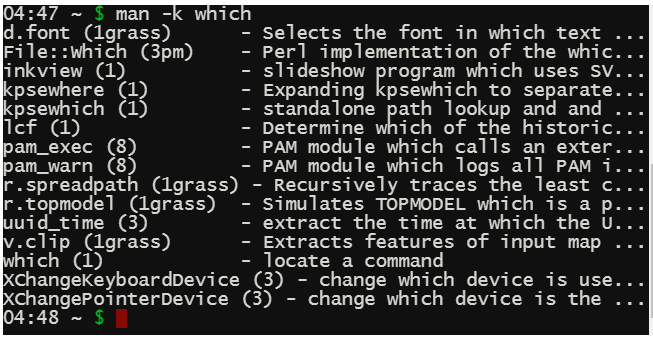 04:47 ~ $ man -k which
d.font (1grass)      - Selects the font in which text ...
File::Which (3pm)    - Perl implementation of the whic...
inkview (1)          - slideshow program which uses SV...
kpsewhere (1)        - Expanding kpsewhich to separate...
kpsewhich (1)        - standalone path lookup and and ...
lcf (1)              - Determine which of the historic...
pam_exec (8)         - PAM module which calls an exter...
pam_warn (8)         - PAM module which logs all PAM i...
r.spreadpath (1grass) - Recursively traces the least c...
r.topmodel (1grass)  - Simulates TOPMODEL which is a p...
uuid_time (3)        - extract the time at which the U...
v.clip (1grass)      - Extracts features of input map ...
which (1)            - locate a command
XChangeKeyboardDevice (3) - change which device is use...
XChangePointerDevice (3) - change which device is the ...
04:48 ~ $